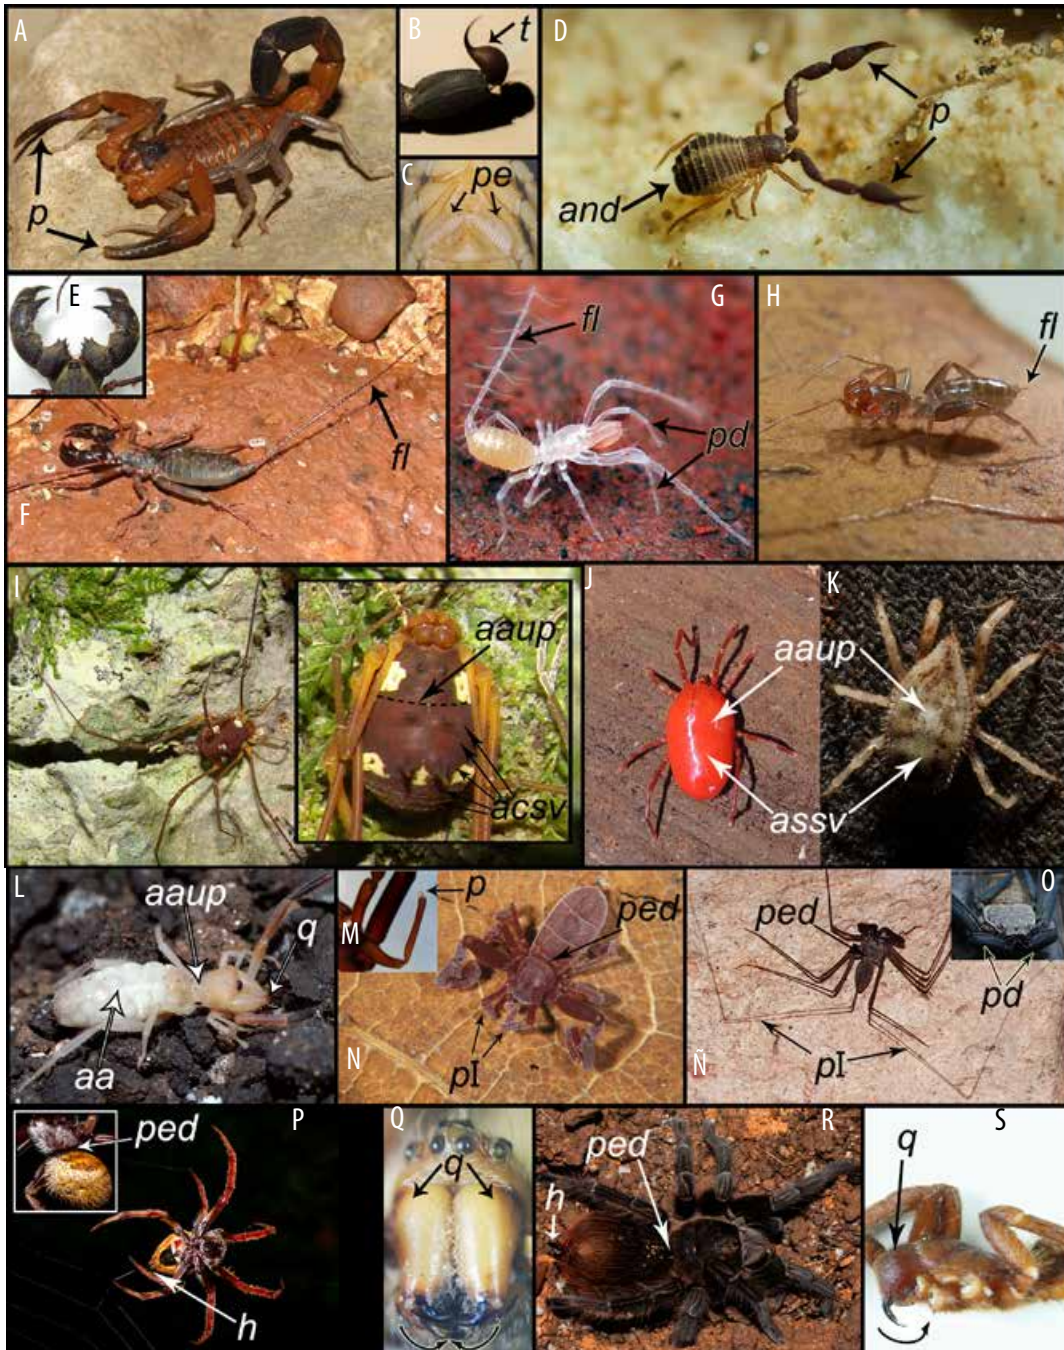 A
B
t
D
p
p
C
pe
and
E
fl
G
H
fl
pd
fl
F
I
aaup
acsv
J
K
aaup
assv
L
aaup
q
aa
M
p
ped
N
pI
ped
O
pd
pI
Ñ
ped
P
h
Q
q
ped
R
h
q
S